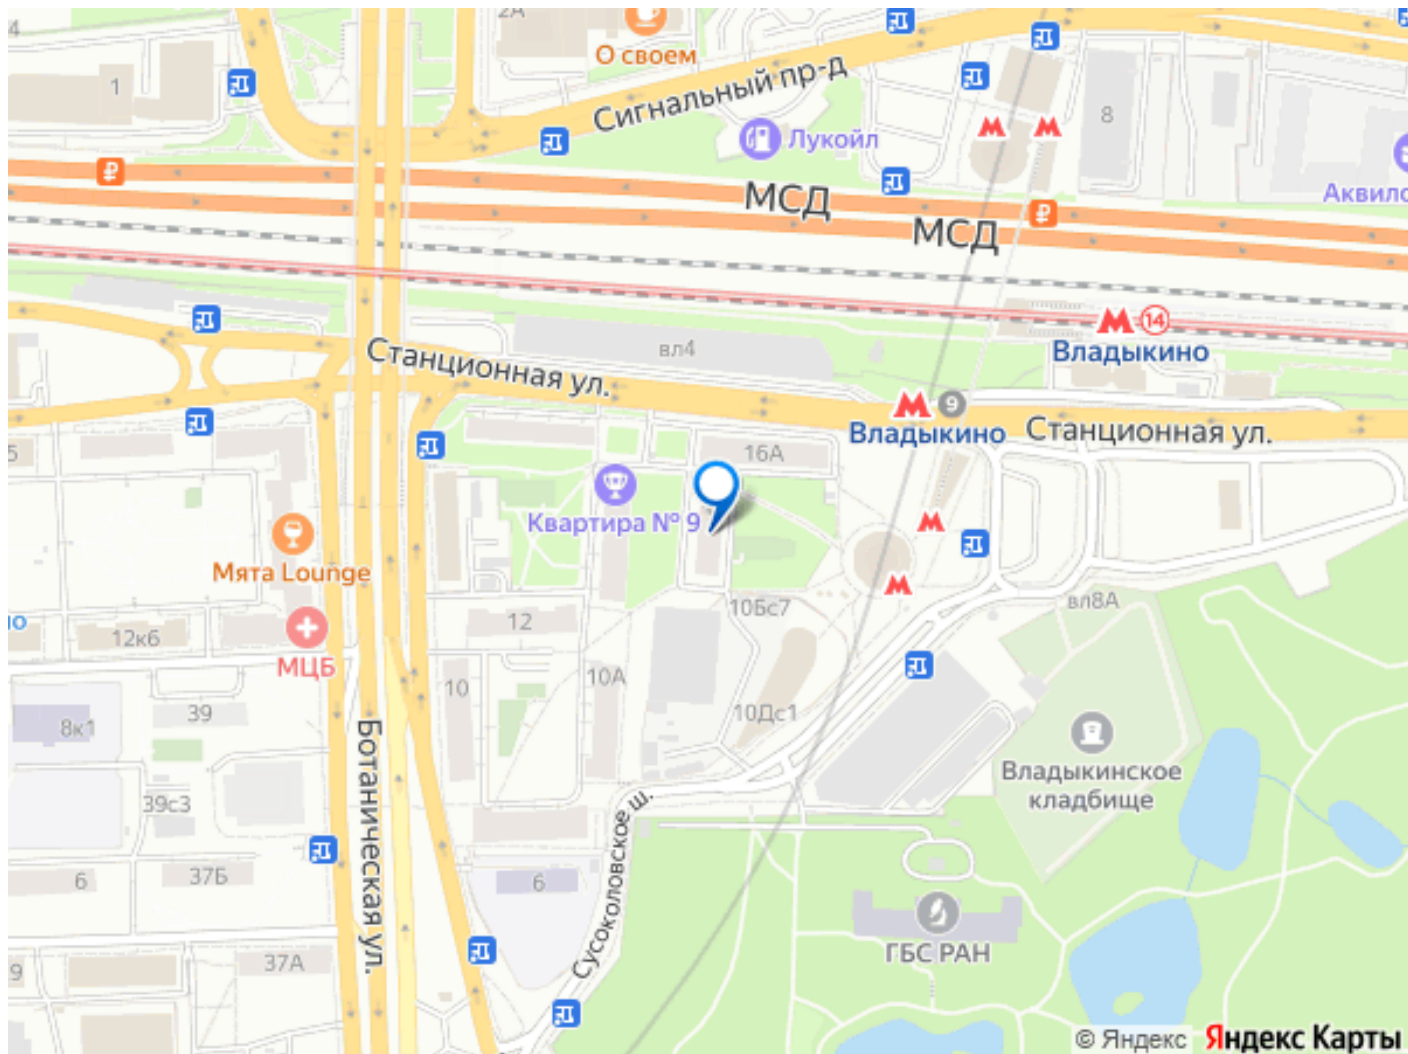 4
2А
О своем
1
Сигнальный пр-д
8
Лукойл
₽
МСД
₽
МСД
Аквило
М 14
Владыкино
Станционная ул.
вл4
М 9
Владыкино
Станционная ул.
5
16А
Квартира № 9
Мята Lounge
10Бс7
вл8А
ю
12к6
12
МЦБ
10
10А
39
8к1
10Дс1
Ботаническая ул.
Владыкинское
кладбище
39с3
Сусоколовское ш.
6
37Б
6
ГБС РАН
9
37А
© Яндекс Яндекс Карты